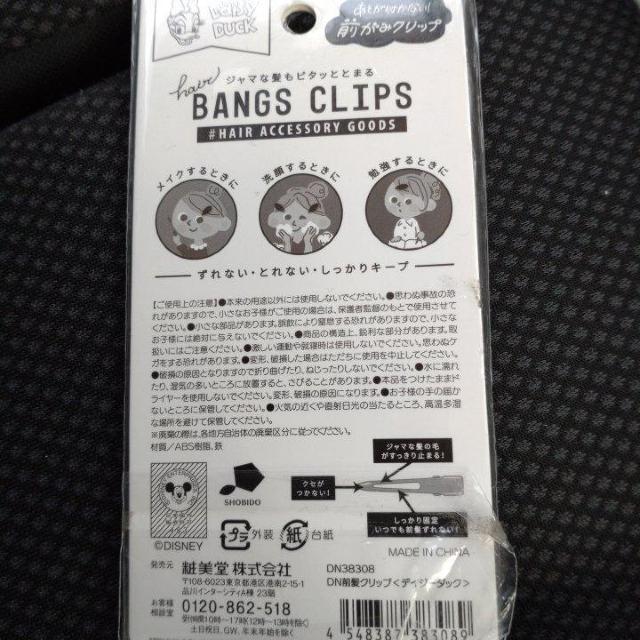 DAISY
DUCK
あとが付かない!
前がみクリップ
have
ジャマな髪もピタッととまる
BANGS CLIPS
#HAIR ACCESSORY GOODS
メイクするときに
洗顔するときに
勉強するときに
ずれない・とれない・しっかりキープ
【ご使用上の注意】●本来の用途以外には使用しないでください。●思わぬ事故の恐
れがありますので、小さなお子様がご使用の場合は、保護者監督のもとで使用させて
ください。●小さな部品があります。誤飲により窒息する恐れがありますので、小さな
お子様には絶対に与えないでください。●商品の構造上、鋭利な部分があります。取
扱いにはご注意ください。●激しい運動や就寝時は使用しないでください。思わぬケ
ガをする恐れがあります。●変形、破損した場合はただちに使用を中止してください。
●破損の原因となりますので折り曲げたり、ねじったりしないでください。●水に濡れ
たり、湿気の多いところに放置すると、さびることがあります。●本品をつけたままド
ライヤーを使用しないでください。変形、破損の原因になります。●お子様の手の届か
ないところに保管してください。●火気の近くや直射日光の当たるところ、高温多湿
な場所を避けて保管してください。
※廃棄の際は、各地方自治体の廃棄区分に従ってください。
材質/ABS樹脂、鉄
SHOBIDO
クセが
つかない!
ジャマな髪の毛
がすっきり止まる!
しっかり固定
いつでも前髪ずれない!
プラ 外装
紙 台紙
©DISNEY
MADE IN CHINA
発売元
粧美堂 株式会社
〒108-6023 東京都港区港南2-15-1
品川インターシティA棟 23階
DN38308
DN前髪クリップ<デイジーダック>
お客様
相談室
0120-862-518
受付時間(10時〜17時(12時〜13時を除く)
土日祝日、GW、年末年始を除く)
4 548387 383089